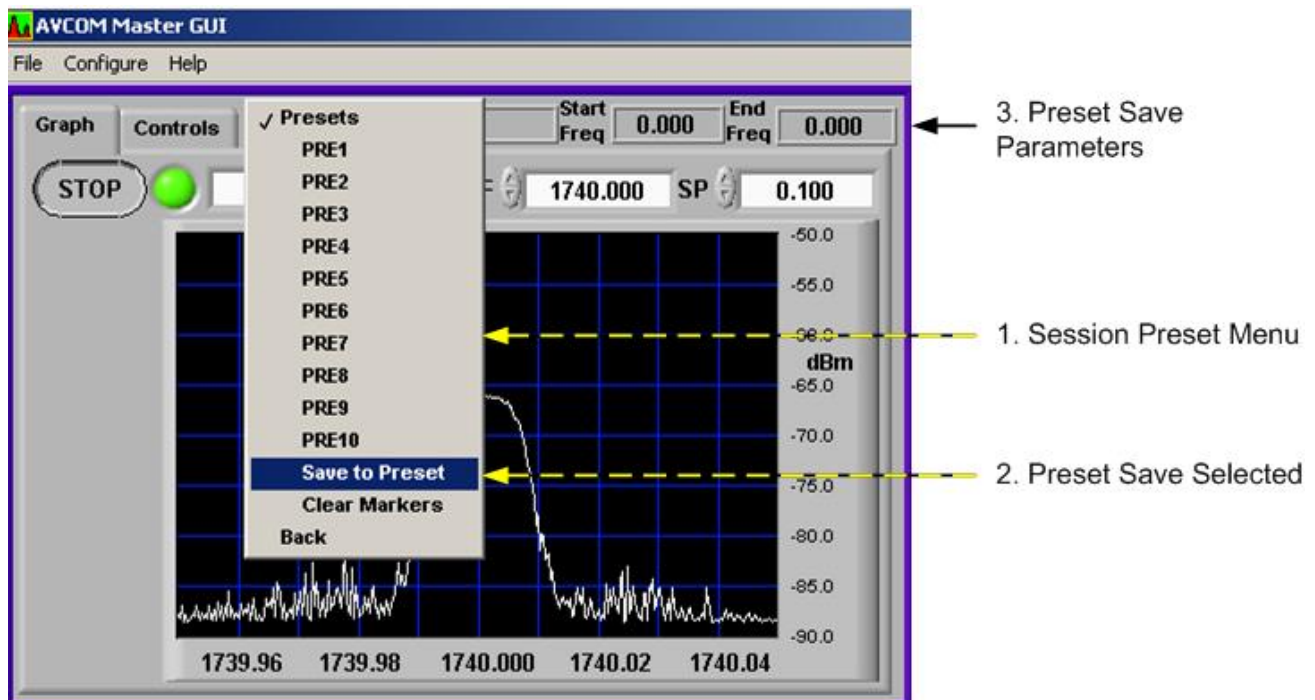 AVCOM Master GUI
File Configure Help
Graph
Controls
✓ Presets
PRE1
PRE2
PRE3
PRE4
PRE5
PRE6
PRE7
PRE8
PRE9
PRE10
Save to Preset
Clear Markers
Back
Start Freq 0.000
End Freq 0.000
STOP
1740.000 SP 0.100
-50.0
-55.0
dBm
-65.0
-70.0
-75.0
-80.0
-85.0
-90.0
1739.96 1739.98 1740.000 1740.02 1740.04
3. Preset Save
Parameters
1. Session Preset Menu
2. Preset Save Selected